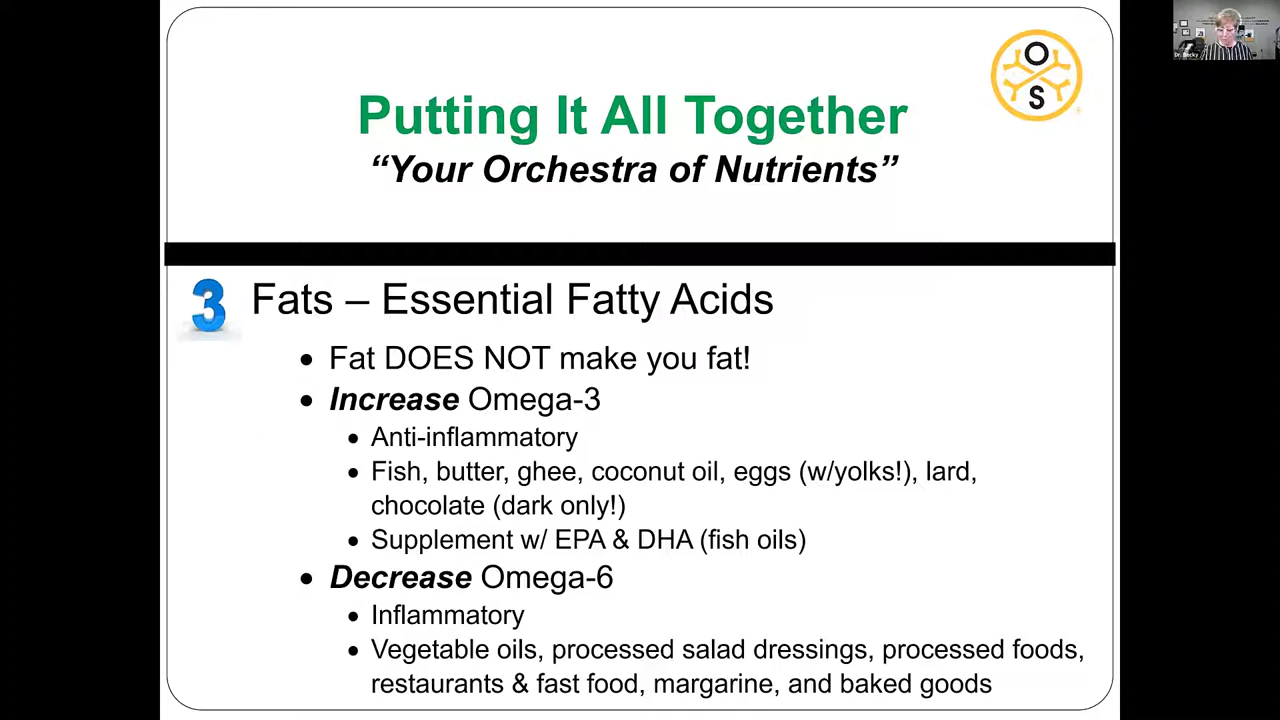 Putting It All Together
“Your Orchestra of Nutrients”
O
S
Dr. Becky
3 Fats – Essential Fatty Acids
• Fat DOES NOT make you fat!
• Increase Omega-3
• Anti-inflammatory
• Fish, butter, ghee, coconut oil, eggs (w/yolks!), lard,
chocolate (dark only!)
• Supplement w/ EPA & DHA (fish oils)
• Decrease Omega-6
• Inflammatory
• Vegetable oils, processed salad dressings, processed foods,
restaurants & fast food, margarine, and baked goods